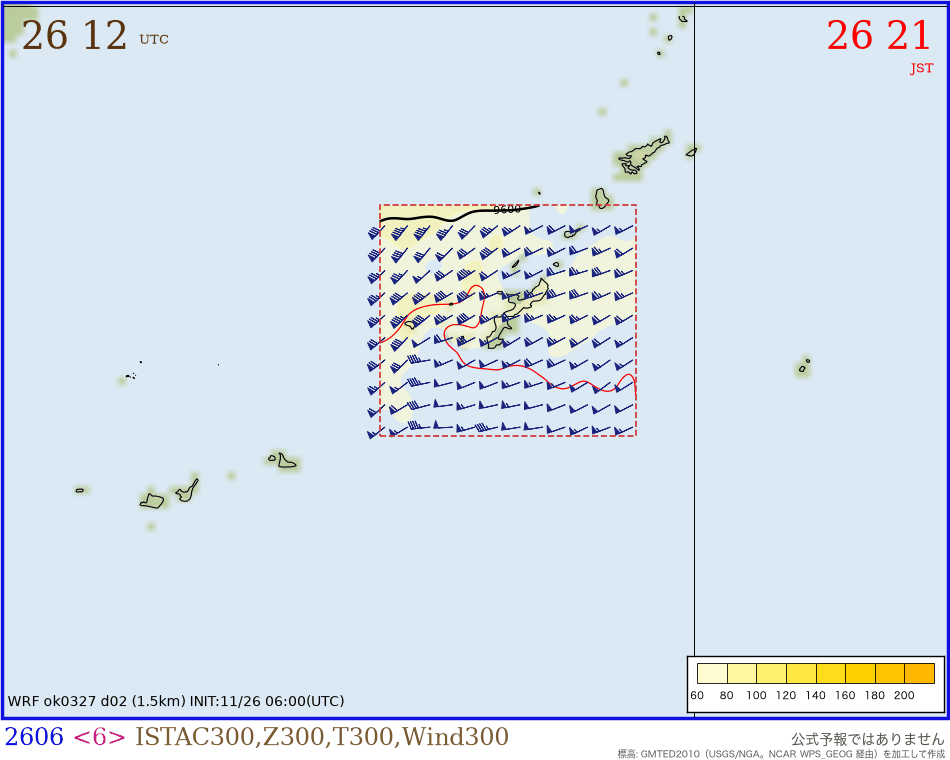 26 12 UTC
26 21
JST
9600
WRF ok0327 d02 (1.5km) INIT:11/26 06:00(UTC)
60 80 100 120 140 160 180 200
2606 <6> ISTAC300,Z300,T300,Wind300
公式予報ではありません
標高: GMTED2010（USGS/NGA。NCAR WPS_GEOG 経由）を加工して作成